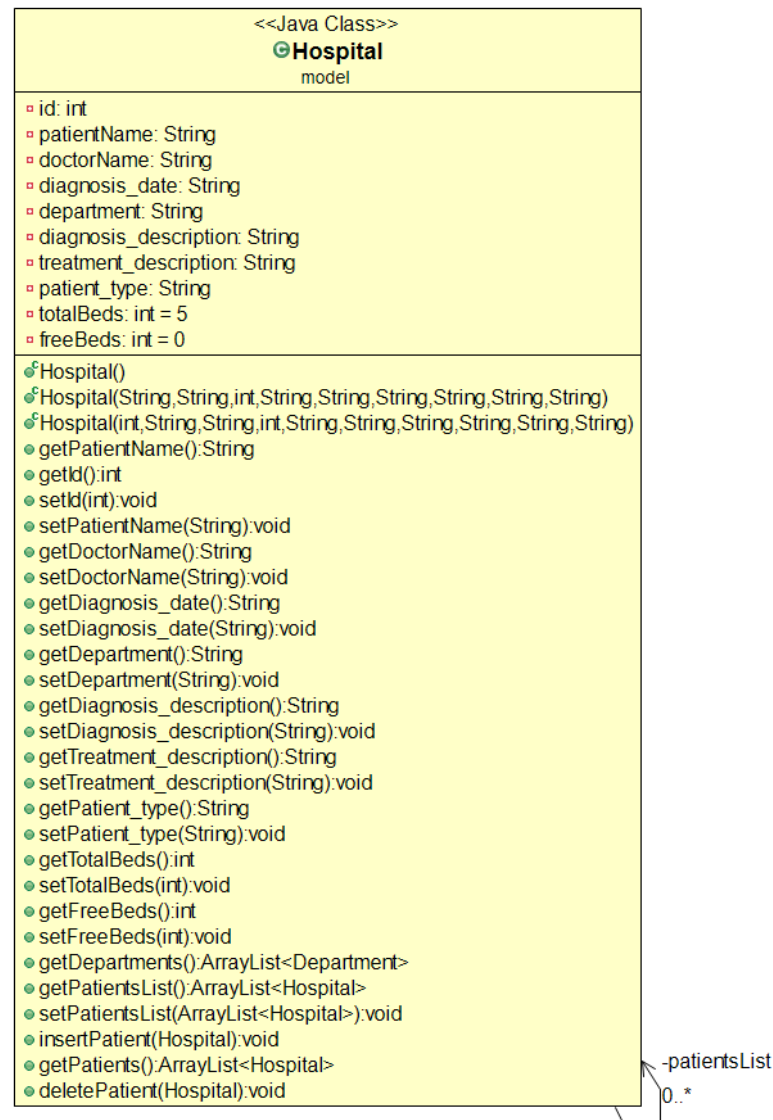 <<Java Class>>
Hospital
model
id: int
patientName: String
doctorName: String
diagnosis_date: String
department: String
diagnosis_description: String
treatment_description: String
patient_type: String
totalBeds: int = 5
freeBeds: int = 0
Hospital()
Hospital(String,String,int,String,String,String,String,String,String)
Hospital(int,String,String,int,String,String,String,String,String,String)
getPatientName():String
getId():int
setId(int):void
setPatientName(String):void
getDoctorName():String
setDoctorName(String):void
getDiagnosis_date():String
setDiagnosis_date(String):void
getDepartment():String
setDepartment(String):void
getDiagnosis_description():String
setDiagnosis_description(String):void
getTreatment_description():String
setTreatment_description(String):void
getPatient_type():String
setPatient_type(String):void
getTotalBeds():int
setTotalBeds(int):void
getFreeBeds():int
setFreeBeds(int):void
getDepartments():ArrayList<Department>
getPatientsList():ArrayList<Hospital>
setPatientsList(ArrayList<Hospital>):void
insertPatient(Hospital):void
getPatients():ArrayList<Hospital>
deletePatient(Hospital):void
-patientsList
0..*